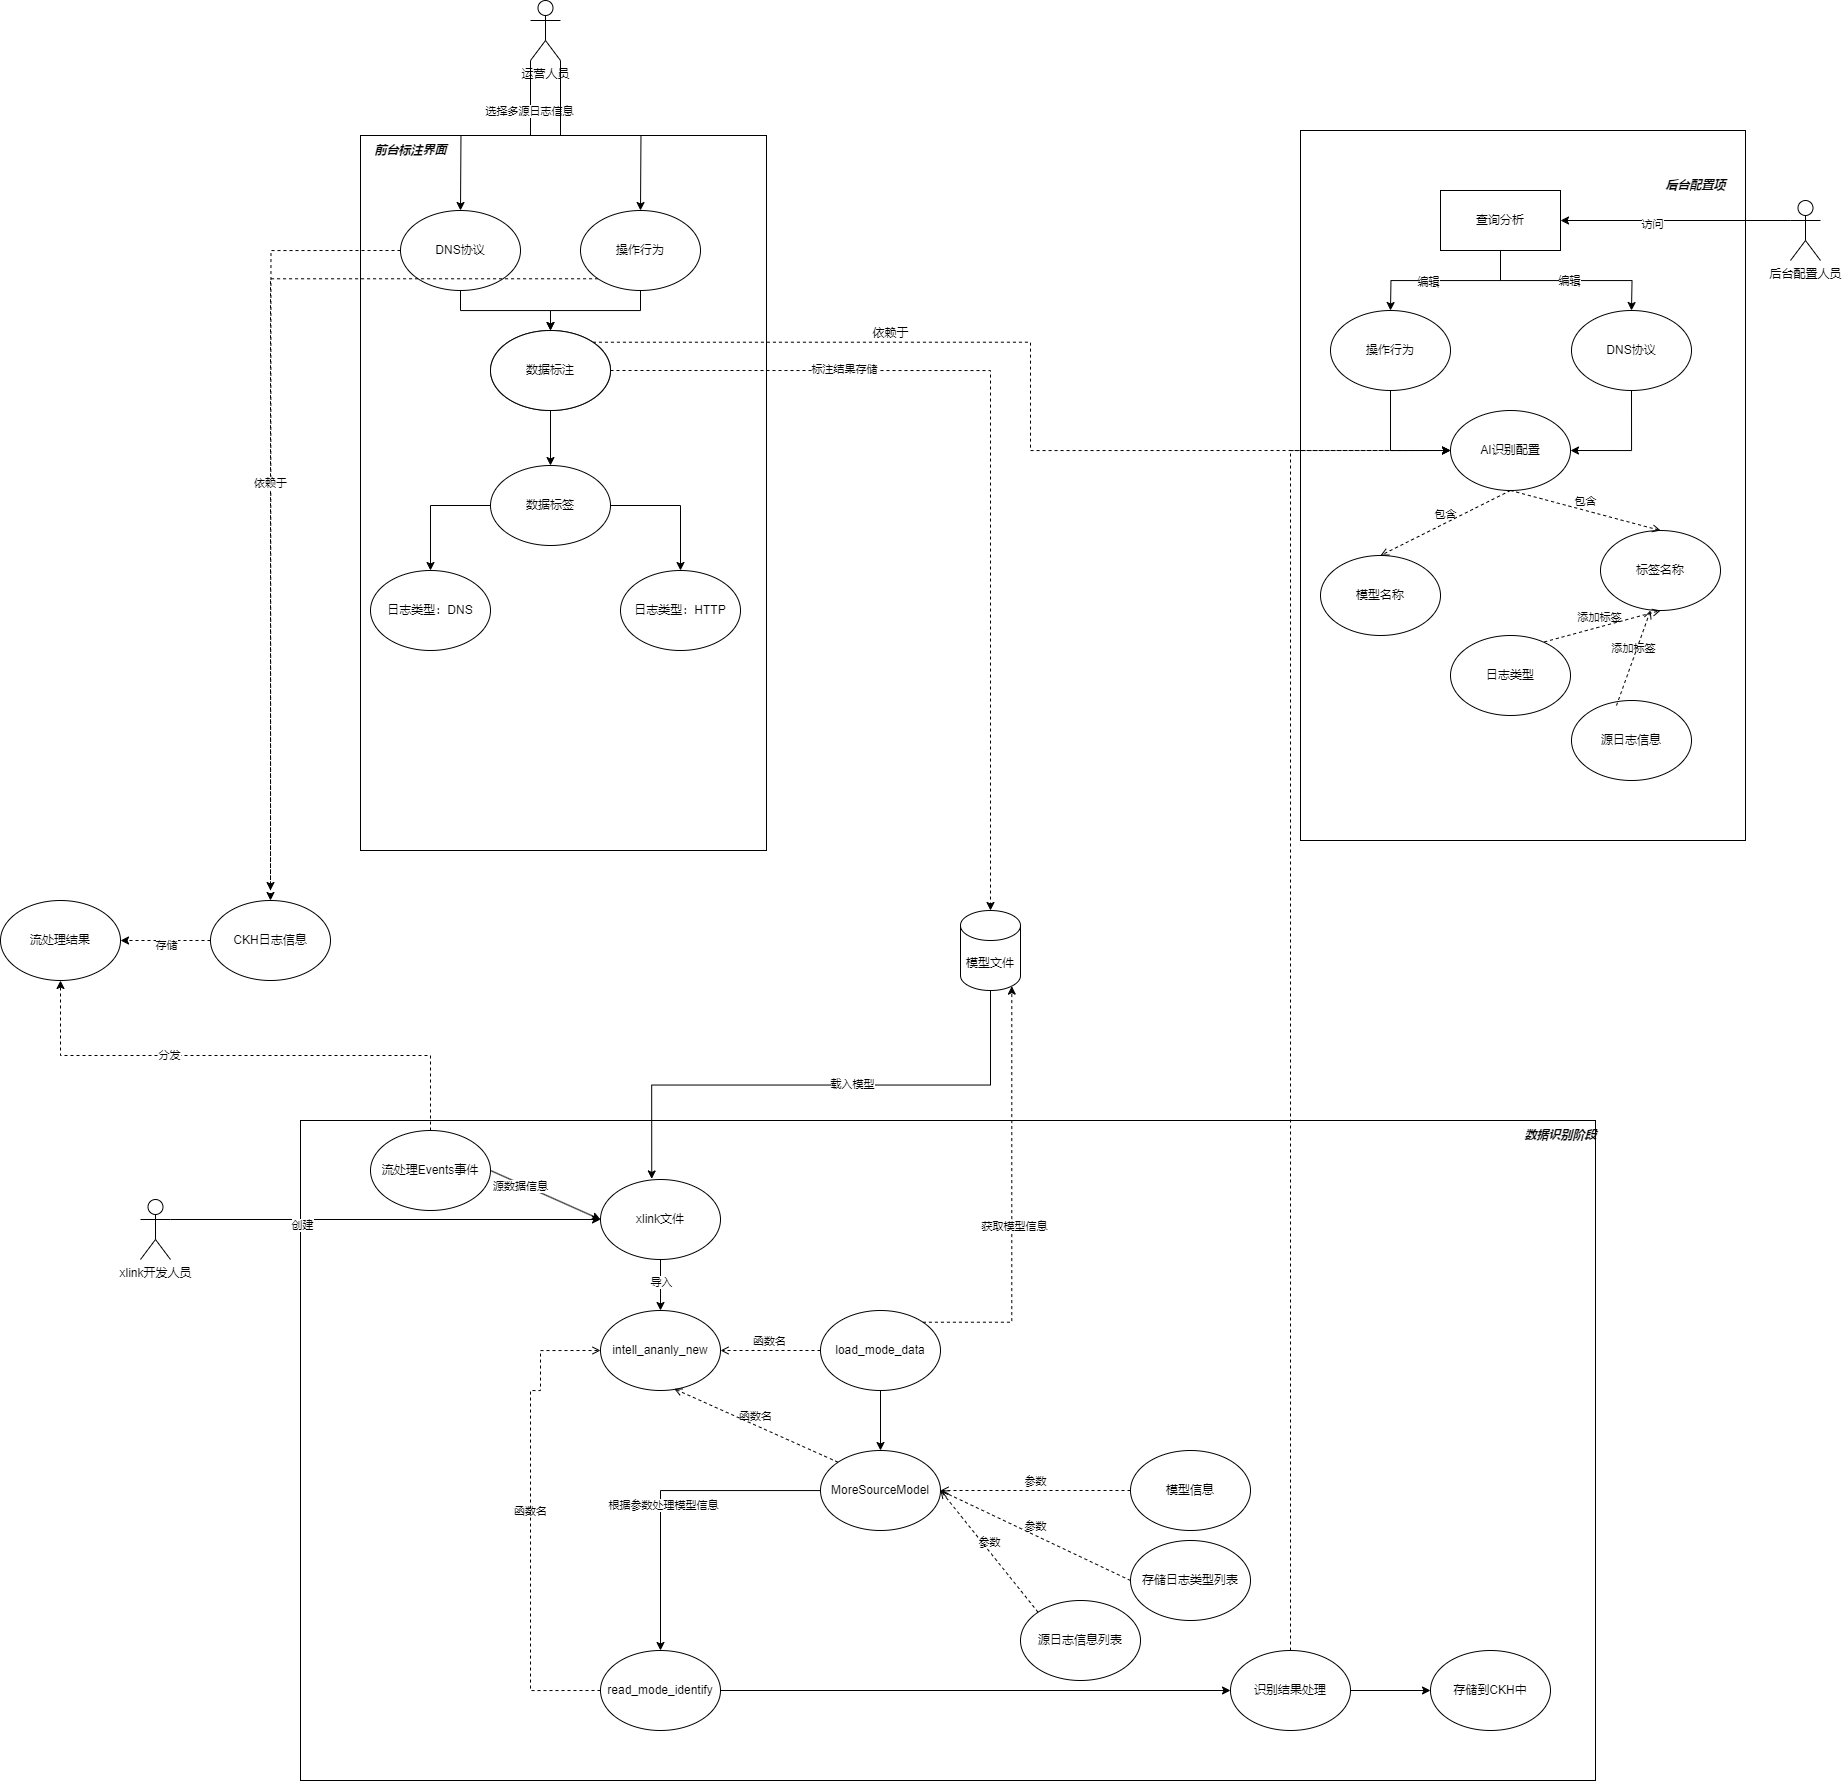 运营人员
选择多源日志信息
前台标注界面
DNS协议
操作行为
数据标注
数据标签
日志类型：DNS
日志类型：HTTP
依赖于
标注结果存储
依赖于
后台配置项
查询分析
访问
后台配置人员
编辑
编辑
操作行为
DNS协议
AI识别配置
包含
包含
模型名称
标签名称
添加标签
添加标签
日志类型
源日志信息
流处理结果
存储
CKH日志信息
模型文件
分发
载入模型
数据识别阶段
流处理Events事件
源数据信息
xlink文件
创建
xlink开发人员
获取模型信息
导入
intell_ananly_new
函数名
load_mode_data
函数名
MoreSourceModel
参数
模型信息
根据参数处理模型信息
函数名
参数
参数
存储日志类型列表
源日志信息列表
read_mode_identify
识别结果处理
存储到CKH中